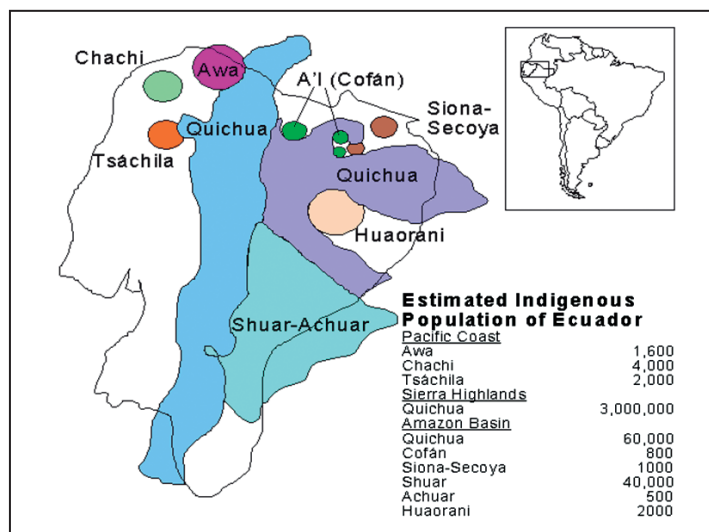 Chachi
Awa
A'I (Cofán)
Siona-
Secoya
Quichua
Tsáchila
Quichua
Huaorani
Shuar-Achuar
Estimated Indigenous
Population of Ecuador
Pacific Coast
Awa 1,600
Chachi 4,000
Tsáchila 2,000
Sierra Highlands
Quichua 3,000,000
Amazon Basin
Quichua 60,000
Cofán 800
Siona-Secoya 1000
Shuar 40,000
Achuar 500
Huaorani 2000